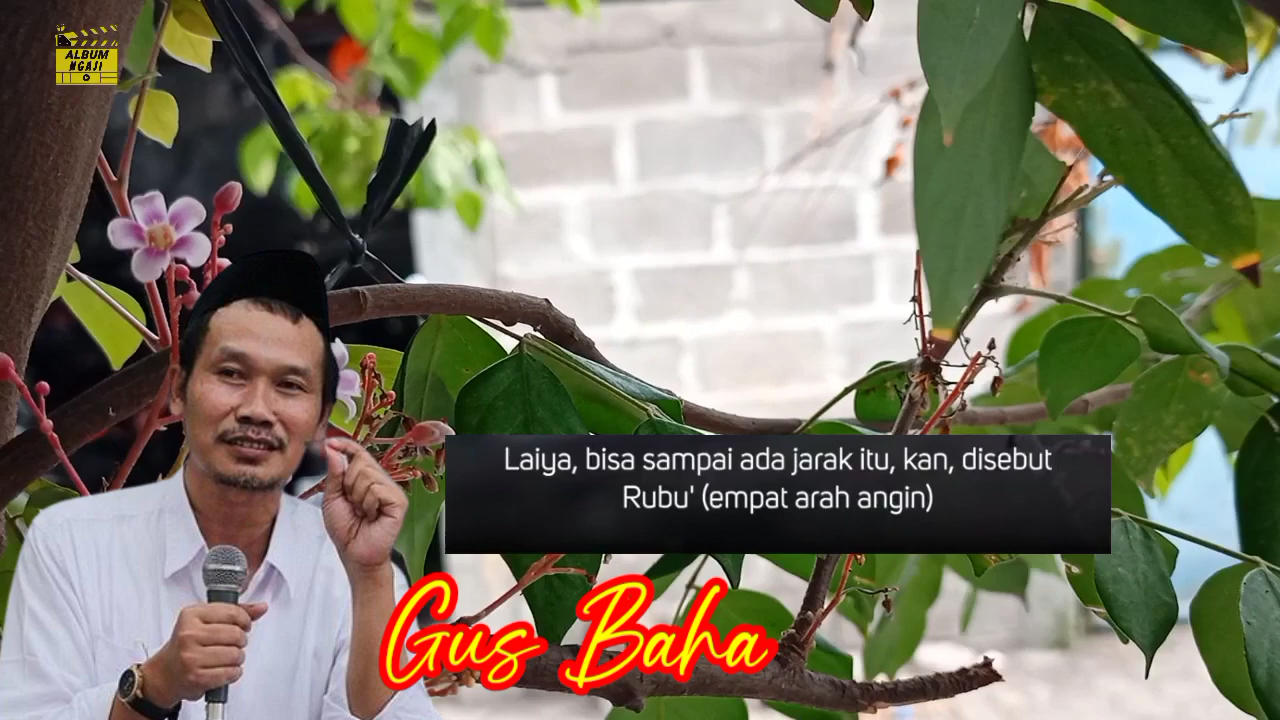 ALBUM
NGAJI
Laiya, bisa sampai ada jarak itu, kan, disebut
Rubu' (empat arah angin)
Gus Baha